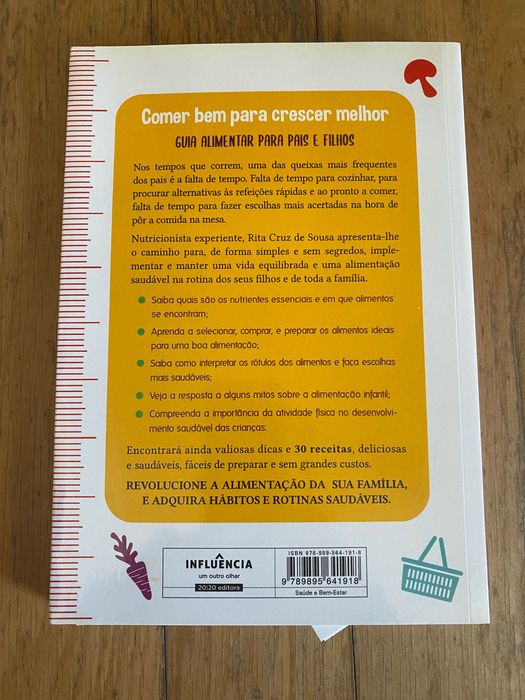 Comer bem para crescer melhor
GUIA ALIMENTAR PARA PAIS E FILHOS
Nos tempos que correm, uma das queixas mais frequentes
dos pais é a falta de tempo. Falta de tempo para cozinhar, para
procurar alternativas às refeições rápidas e ao pronto a comer,
falta de tempo para fazer escolhas mais acertadas na hora de
pôr a comida na mesa.
Nutricionista experiente, Rita Cruz de Sousa apresenta-lhe
o caminho para, de forma simples e sem segredos, imple-
mentar e manter uma vida equilibrada e uma alimentação
saudável na rotina dos seus filhos e de toda a família.
Saiba quais são os nutrientes essenciais e em que alimentos
se encontram;
Aprenda a selecionar, comprar, e preparar os alimentos ideais
para uma boa alimentação;
Saiba como interpretar os rótulos dos alimentos e faça escolhas
mais saudáveis;
Veja a resposta a alguns mitos sobre a alimentação infantil;
Compreenda a importância da atividade física no desenvolvi-
mento saudável das crianças.
Encontrará ainda valiosas dicas e 30 receitas, deliciosas
e saudáveis, fáceis de preparar e sem grandes custos.
REVOLUCIONE A ALIMENTAÇÃO DA SUA FAMÍLIA,
E ADQUIRA HÁBITOS E ROTINAS SAUDÁVEIS.
INFLUÊNCIA
um outro olhar
20|20 editora
ISBN 978-989-564-191-8
9 789895 641918
Saúde e Bem-Estar